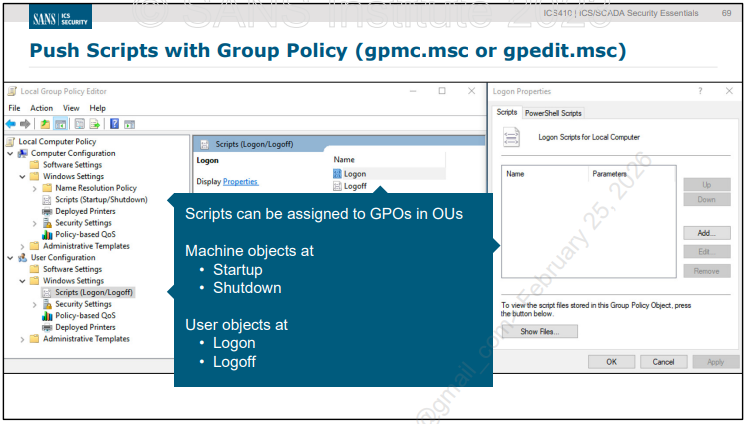 © SANS Institute 2026
SANS | ICS SECURITY
ICS410 | ICS/SCADA Security Essentials 69
Push Scripts with Group Policy (gpmc.msc or gpedit.msc)
Local Group Policy Editor
File Action View Help
Local Computer Policy
Computer Configuration
Software Settings
Windows Settings
Name Resolution Policy
Scripts (Startup/Shutdown)
Deployed Printers
Security Settings
Policy-based QoS
Administrative Templates
User Configuration
Software Settings
Windows Settings
Scripts (Logon/Logoff)
Security Settings
Policy-based QoS
Deployed Printers
Administrative Templates
Scripts (Logon/Logoff)
Logon
Display Properties
Name
Logon
Logoff
Scripts can be assigned to GPOs in OUs
Machine objects at
• Startup
• Shutdown
User objects at
• Logon
• Logoff
Logon Properties
Scripts PowerShell Scripts
Logon Scripts for Local Computer
Name Parameters
Up
Down
Add...
Edit...
Remove
To view the script files stored in this Group Policy Object, press
the button below.
Show Files...
OK Cancel Apply
@gmail_com> February 25, 2026